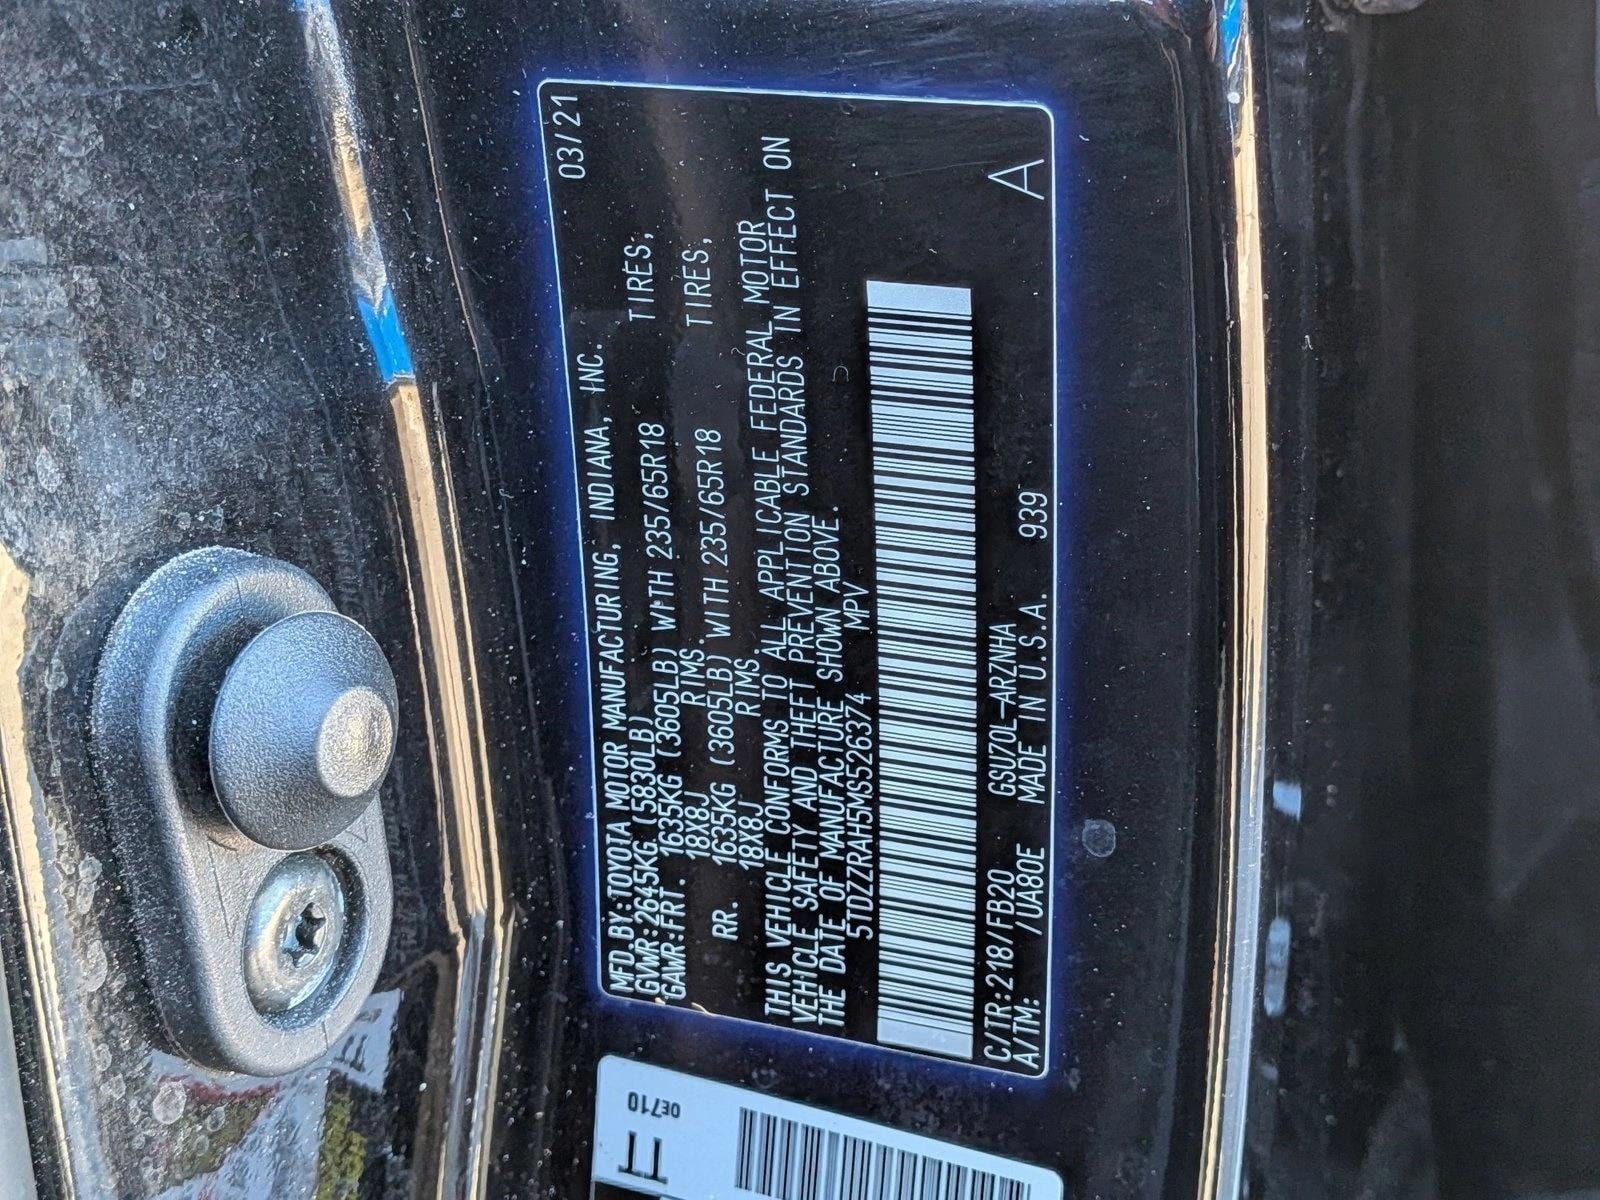 03/21
MFD.BY:TOYOTA MOTOR MANUFACTURING, INDIANA, INC.
GVWR:2645KG (5830LB)
GAWR:FRT. 1635KG (3605LB) WITH 235/65R18 TIRES,
18X8J RIMS.
RR. 1635KG (3605LB) WITH 235/65R18 TIRES,
18X8J RIMS.
THIS VEHICLE CONFORMS TO ALL APPLICABLE FEDERAL MOTOR
VEHICLE SAFETY AND THEFT PREVENTION STANDARDS IN EFFECT ON
THE DATE OF MANUFACTURE SHOWN ABOVE.
5TDZZRAH5MS526374 MPV
C/TR:218/FB20 GSU70L-ARZNHA A
A/TM: /UA80E MADE IN U.S.A. 939
TT
0E710